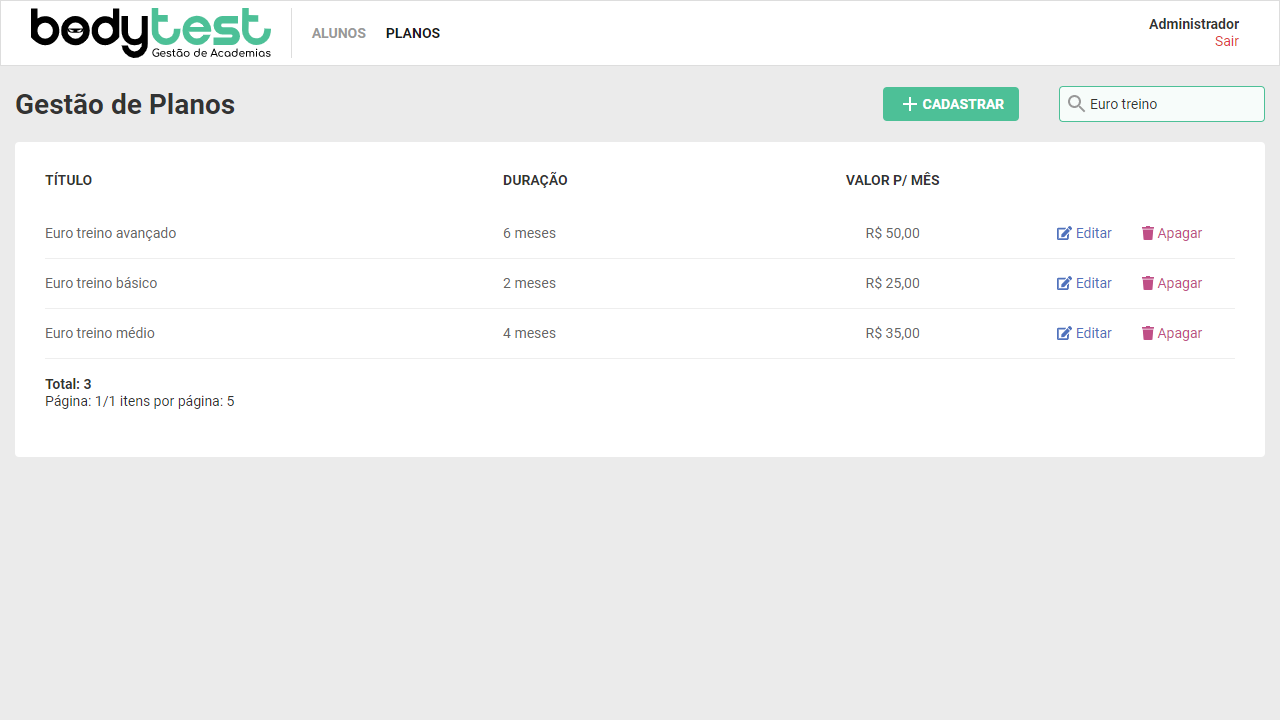 bodytest
Gestão de Academias
ALUNOS PLANOS
Administrador
Sair
Gestão de Planos
CADASTRAR
Euro treino
TÍTULO DURAÇÃO VALOR P/ MÊS
Euro treino avançado 6 meses R$ 50,00 Editar Apagar
Euro treino básico 2 meses R$ 25,00 Editar Apagar
Euro treino médio 4 meses R$ 35,00 Editar Apagar
Total: 3
Página: 1/1 itens por página: 5